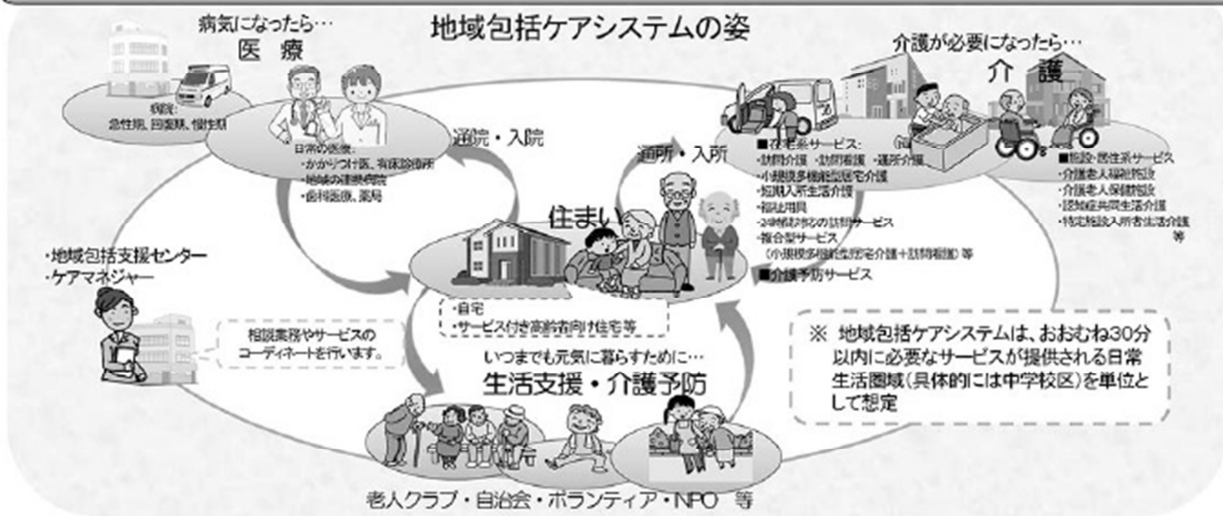 地域包括ケアシステムの姿
病気になったら…
医療
病院:
急性期、回復期、慢性期
日常の医療:
・かかりつけ医、有床診療所
・地域の連携病院
・歯科医療、薬局
通院・入院
通所・入所
介護が必要になったら…
介護
■在宅系サービス:
・訪問介護 ・訪問看護 ・通所介護
・小規模多機能型居宅介護
・短期入所生活介護
・福祉用具
・24時間対応の訪問サービス
・複合型サービス
(小規模多機能型居宅介護+訪問看護)等
■介護予防サービス
■施設・居住系サービス
・介護老人福祉施設
・介護老人保健施設
・認知症共同生活介護
・特定施設入所者生活介護
等
住まい
・自宅
・サービス付き高齢者向け住宅等
・地域包括支援センター
・ケアマネジャー
相談業務やサービスの
コーディネートを行います。
いつまでも元気に暮らすために…
生活支援・介護予防
老人クラブ・自治会・ボランティア・NPO 等
※ 地域包括ケアシステムは、おおむね30分
以内に必要なサービスが提供される日常
生活圏域(具体的には中学校区)を単位と
して想定